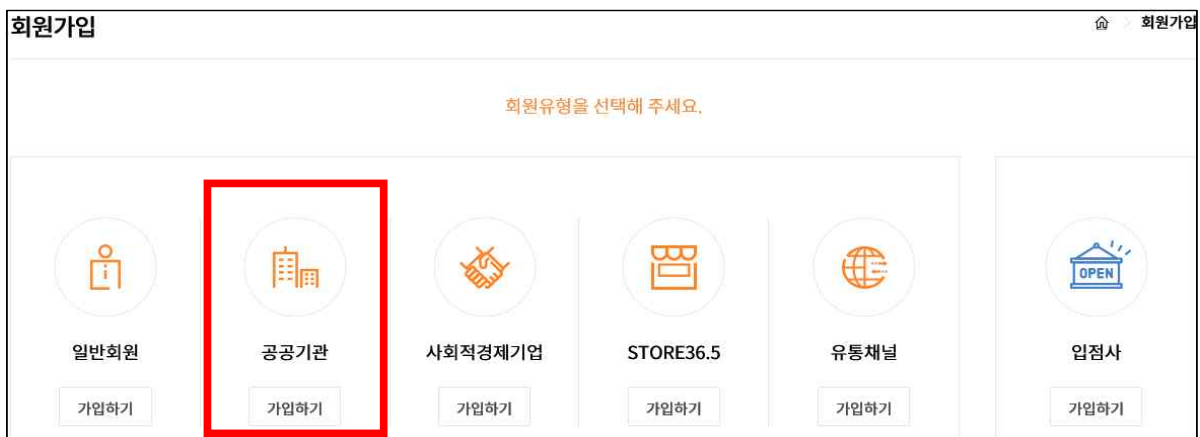 회원가입
회원가입
회원유형을 선택해 주세요.
i
OPEN
일반회원 공공기관 사회적경제기업 STORE36.5 유통채널 입점사
가입하기 가입하기 가입하기 가입하기 가입하기 가입하기